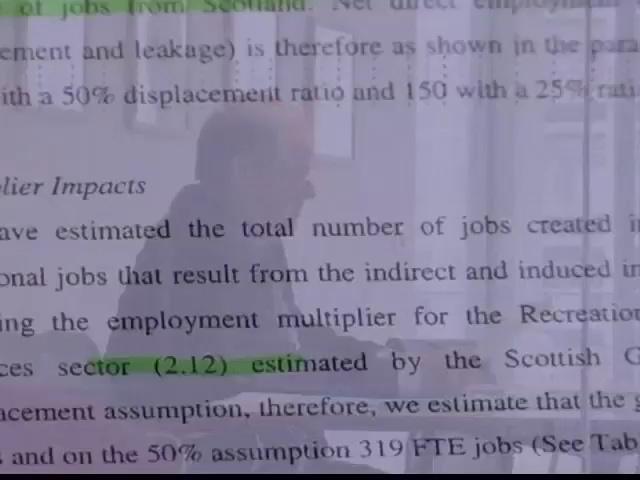 of jobs from Scotland. Net direct employment
ement and leakage) is therefore as shown in the para
ith a 50% displacement ratio and 150 with a 25% rati
lier Impacts
ave estimated the total number of jobs created i
onal jobs that result from the indirect and induced i
ing the employment multiplier for the Recreation
ces sector (2.12) estimated by the Scottish G
acement assumption, therefore, we estimate that the g
and on the 50% assumption 319 FTE jobs (See Tab